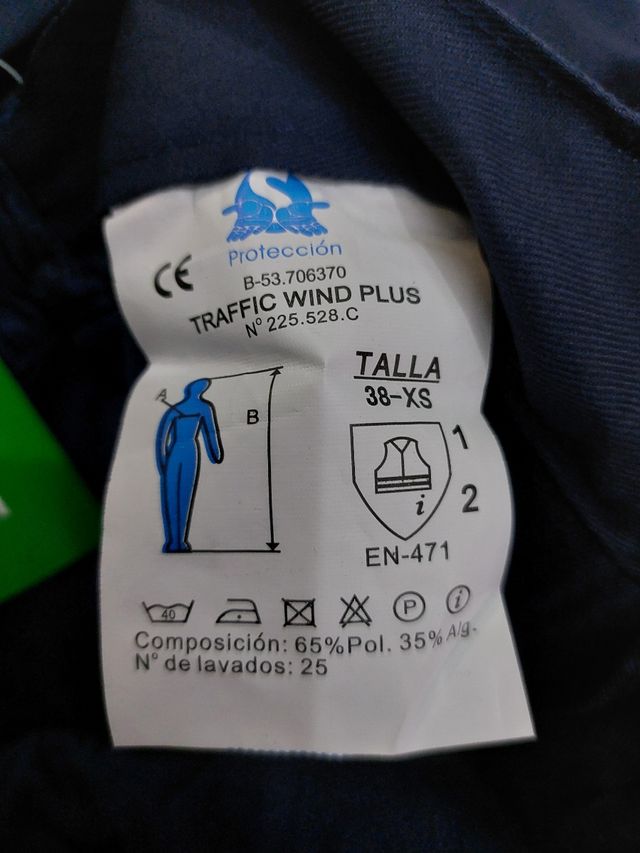 Protección
CE
B-53.706370
TRAFFIC WIND PLUS
Nº 225.528.C
TALLA
38-XS
A
B
1
2
i
EN-471
40
P
i
Composición: 65%Pol. 35% Alg.
Nº de lavados: 25